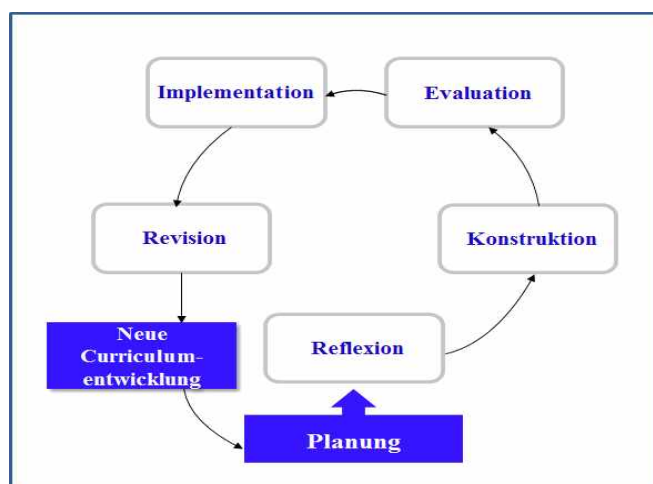 Implementation
Evaluation
Revision
Konstruktion
Neue
Curriculum-
entwicklung
Reflexion
Planung